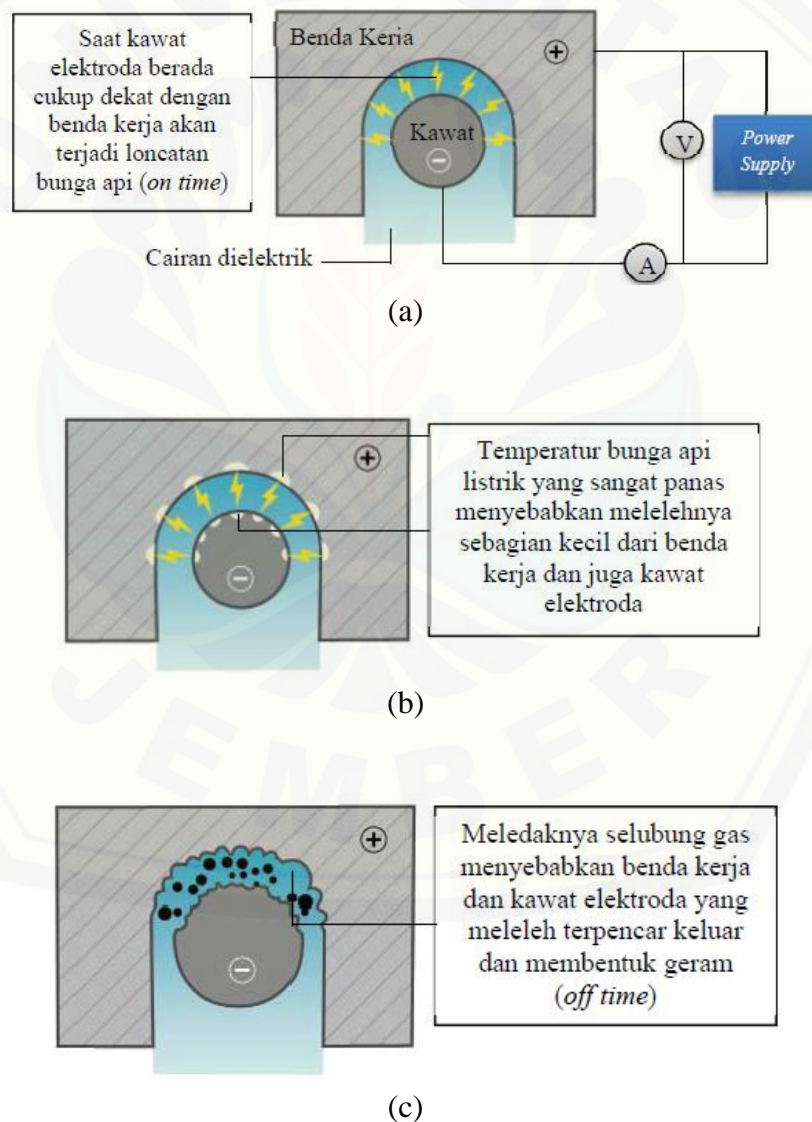 Saat kawat
elektroda berada
cukup dekat dengan
benda kerja akan
terjadi loncatan
bunga api (on time)
Benda Keria
+
Kawat
−
V
Power
Supply
Cairan dielektrik
A
(a)
+
−
Temperatur bunga api
listrik yang sangat panas
menyebabkan melelehnya
sebagian kecil dari benda
kerja dan juga kawat
elektroda
(b)
JEMBER
+
−
Meledaknya selubung gas
menyebabkan benda kerja
dan kawat elektroda yang
meleleh terpencar keluar
dan membentuk geram
(off time)
(c)